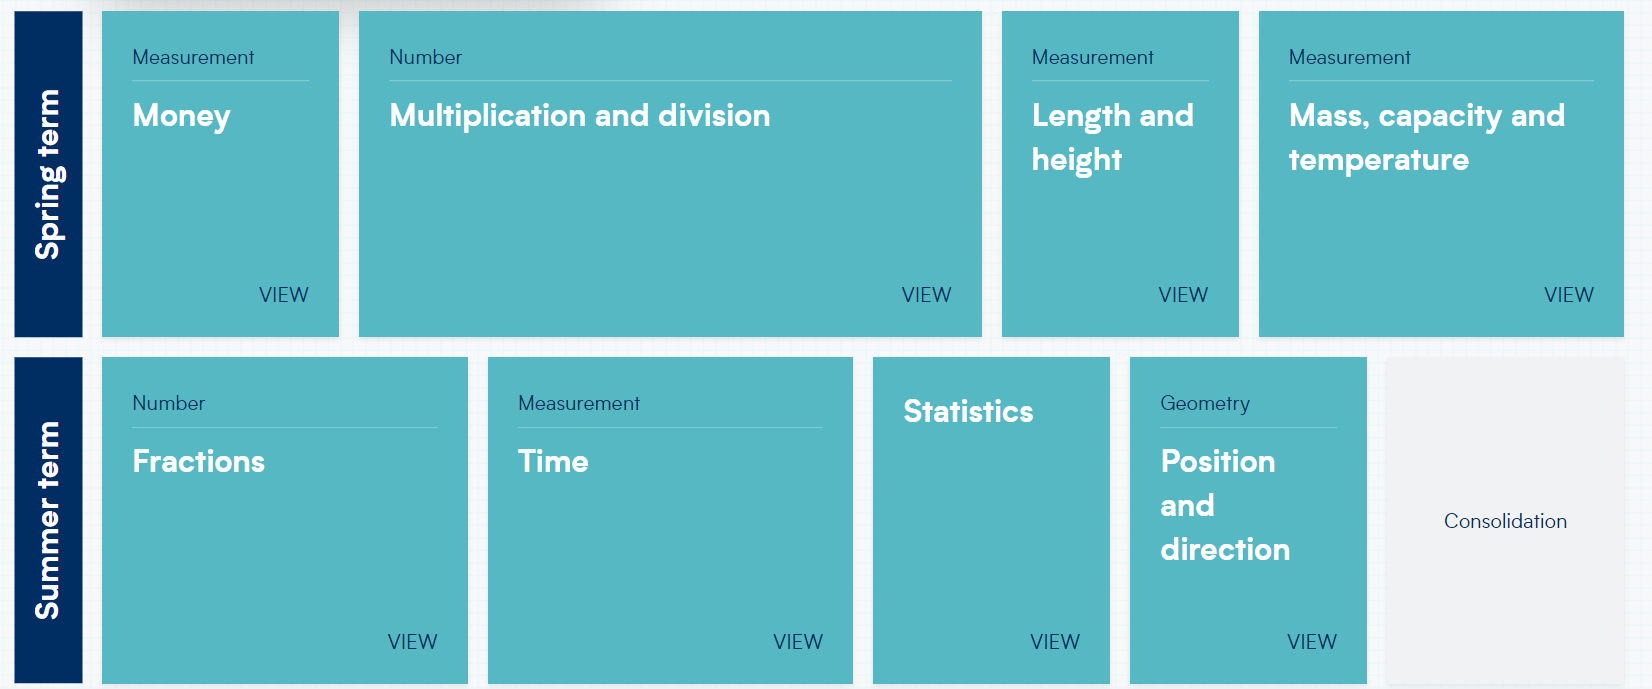 Spring term
Measurement
Money
VIEW
Number
Multiplication and division
VIEW
Measurement
Length and
height
VIEW
Measurement
Mass, capacity and
temperature
VIEW
Summer term
Number
Fractions
VIEW
Measurement
Time
VIEW
Statistics
VIEW
Geometry
Position
and
direction
VIEW
Consolidation